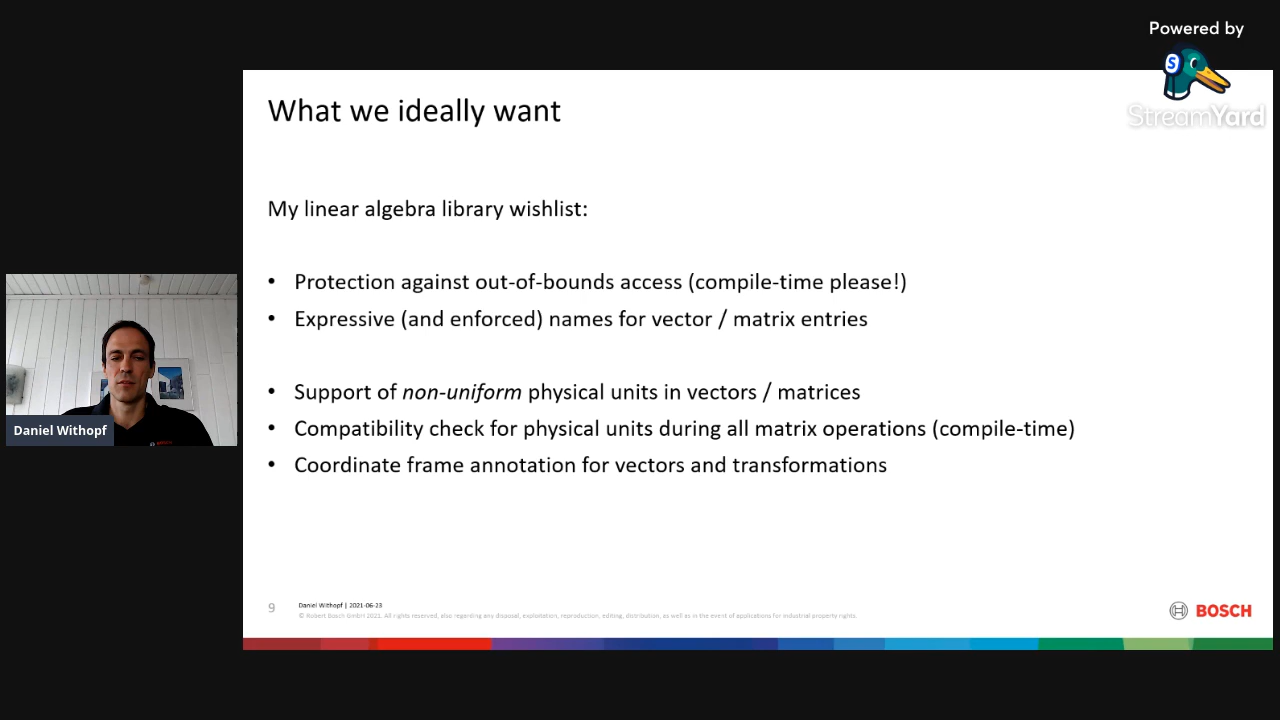 Powered by
StreamYard
What we ideally want
My linear algebra library wishlist:
• Protection against out-of-bounds access (compile-time please!)
• Expressive (and enforced) names for vector / matrix entries
• Support of non-uniform physical units in vectors / matrices
• Compatibility check for physical units during all matrix operations (compile-time)
• Coordinate frame annotation for vectors and transformations
Daniel Withopf
9
Daniel Withopf | 2021-06-23
© Robert Bosch GmbH 2021. All rights reserved, also regarding any disposal, exploitation, reproduction, editing, distribution, as well as in the event of applications for industrial property rights.
BOSCH